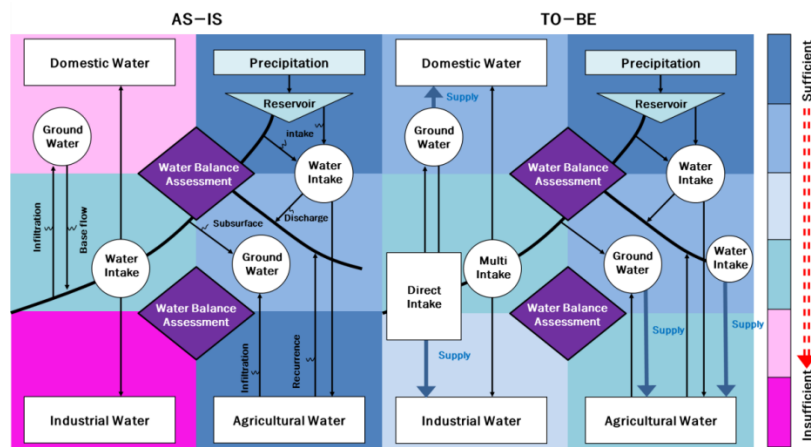 AS-IS
TO-BE
Domestic Water
Precipitation
Reservoir
Ground
Water
intake
Water Balance
Assessment
Water
Intake
Infiltration
Base flow
Discharge
Subsurface
Water
Intake
Ground
Water
Water Balance
Assessment
Infiltration
Recurrence
Industrial Water
Agricultural Water
Domestic Water
Precipitation
Supply
Reservoir
Ground
Water
Water Balance
Assessment
Water
Intake
Direct
Intake
Multi
Intake
Ground
Water
Water
Intake
Water Balance
Assessment
Supply
Supply
Supply
Industrial Water
Agricultural Water
Sufficient
Insufficient